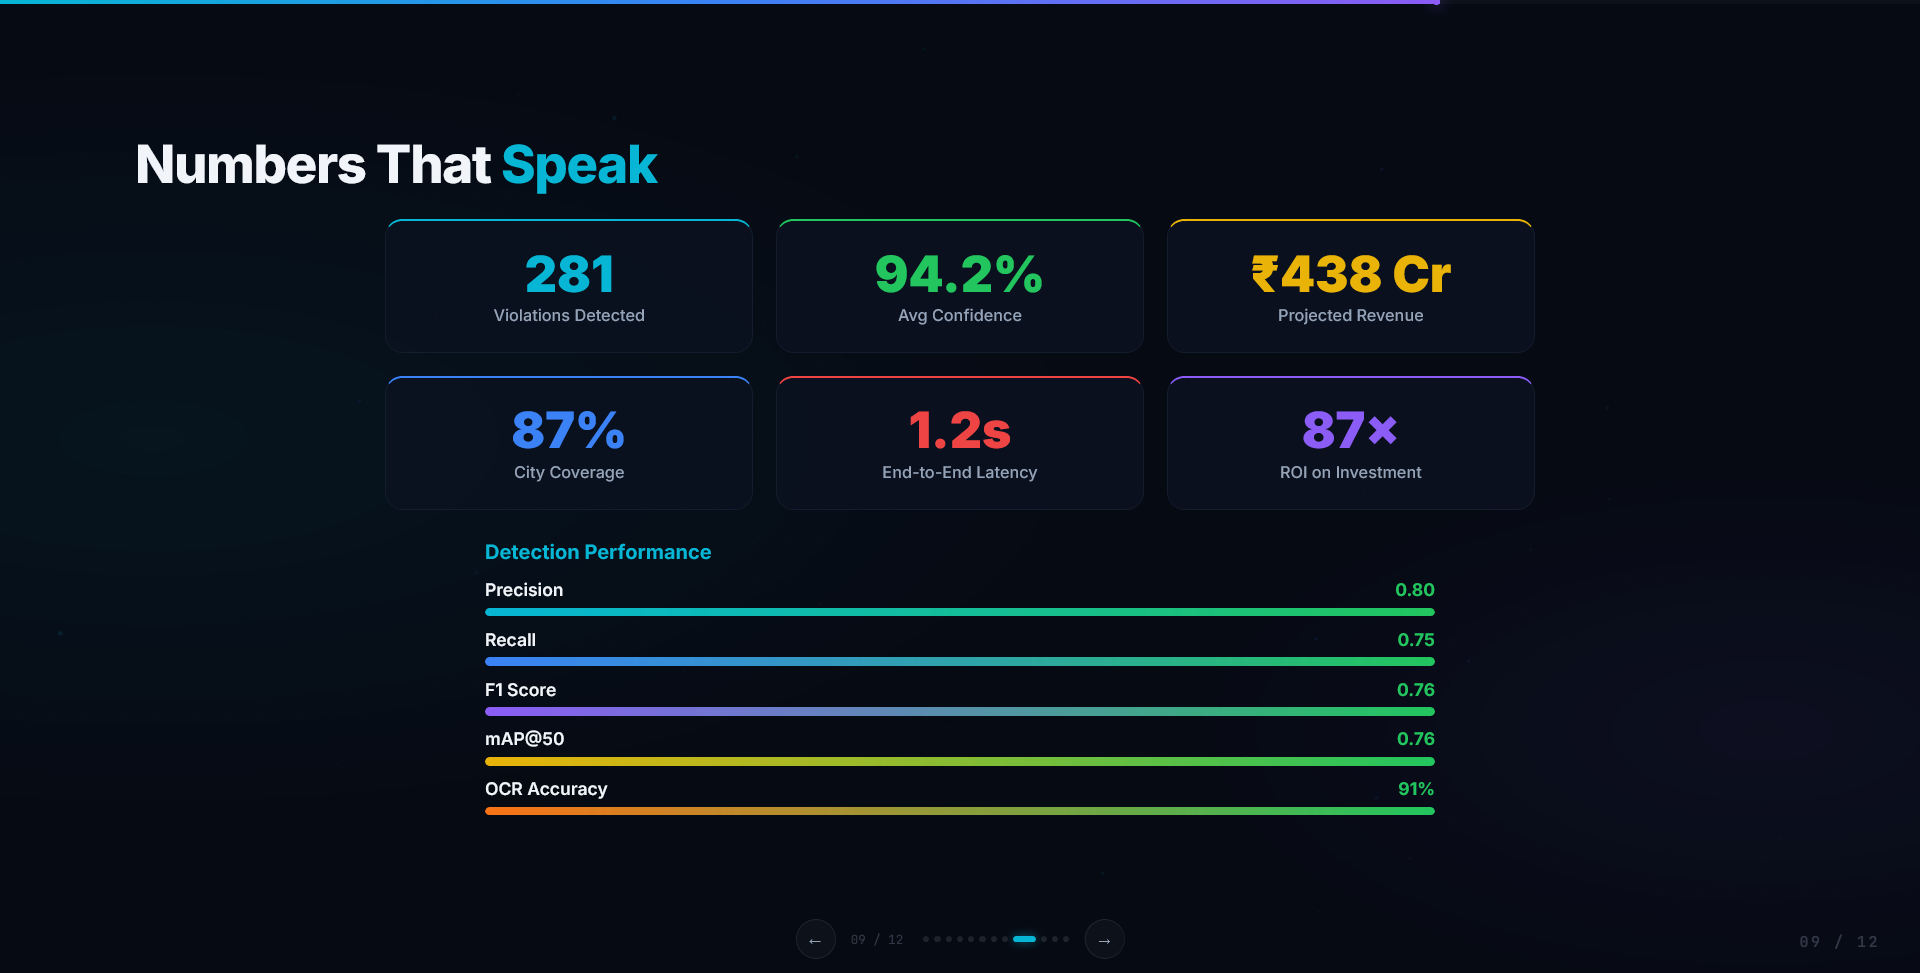 Numbers That Speak
281
Violations Detected
94.2%
Avg Confidence
₹438 Cr
Projected Revenue
87%
City Coverage
1.2s
End-to-End Latency
87×
ROI on Investment
Detection Performance
Precision 0.80
Recall 0.75
F1 Score 0.76
mAP@50 0.76
OCR Accuracy 91%
← 09 / 12 →
09 / 12